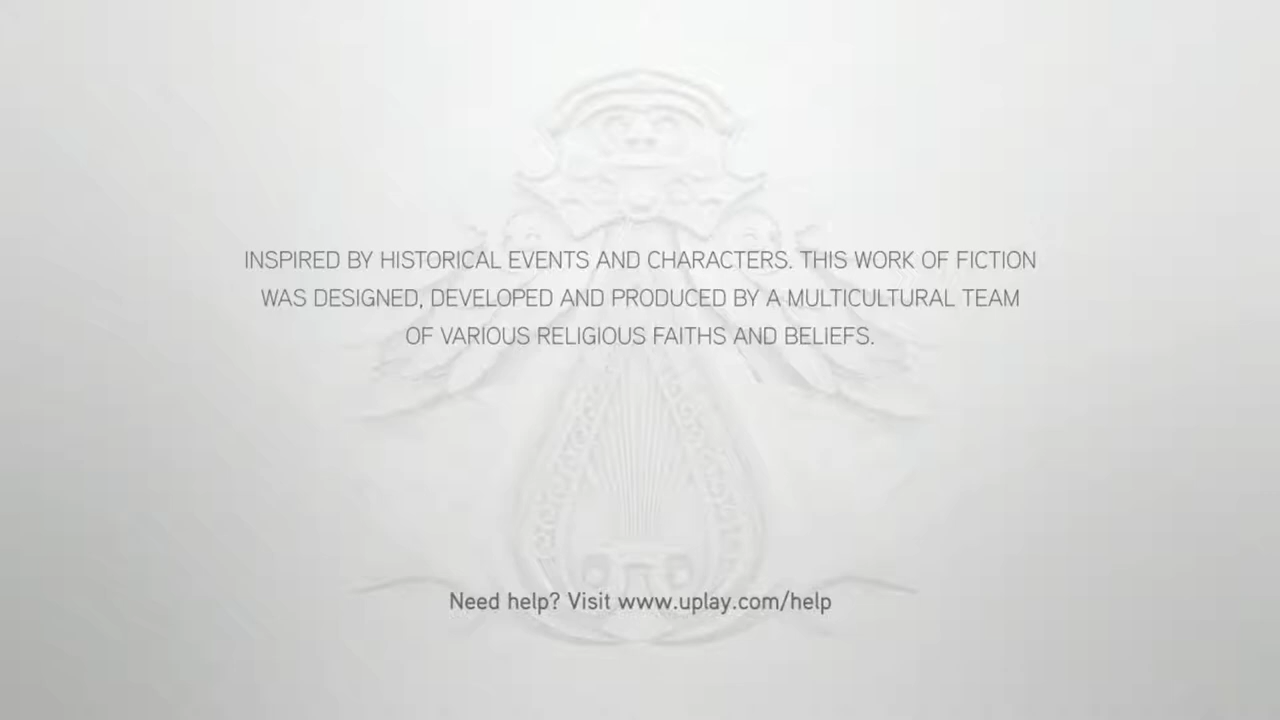 INSPIRED BY HISTORICAL EVENTS AND CHARACTERS. THIS WORK OF FICTION
WAS DESIGNED, DEVELOPED AND PRODUCED BY A MULTICULTURAL TEAM
OF VARIOUS RELIGIOUS FAITHS AND BELIEFS.
Need help? Visit www.uplay.com/help